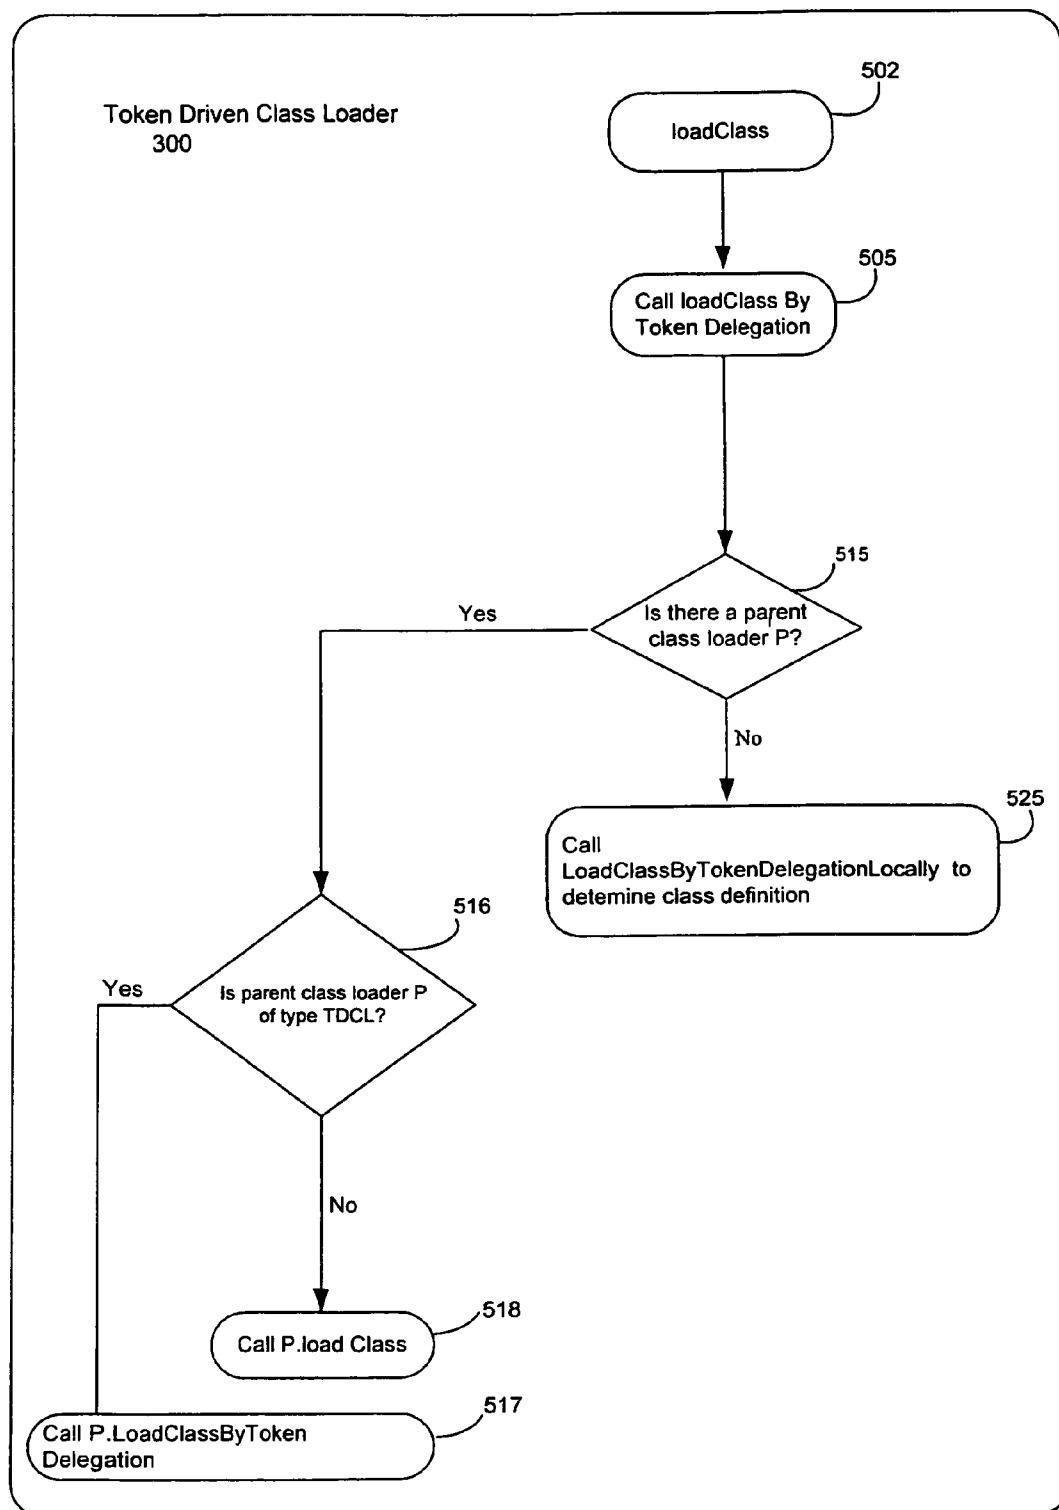 Token Driven Class Loader
300
502
loadClass
505
Call loadClass By
Token Delegation
515
Is there a parent
class loader P?
Yes
No
525
Call
LoadClassByTokenDelegationLocally to
detemine class definition
516
Is parent class loader P
of type TDCL?
Yes
No
518
Call P.load Class
517
Call P.LoadClassByToken
Delegation